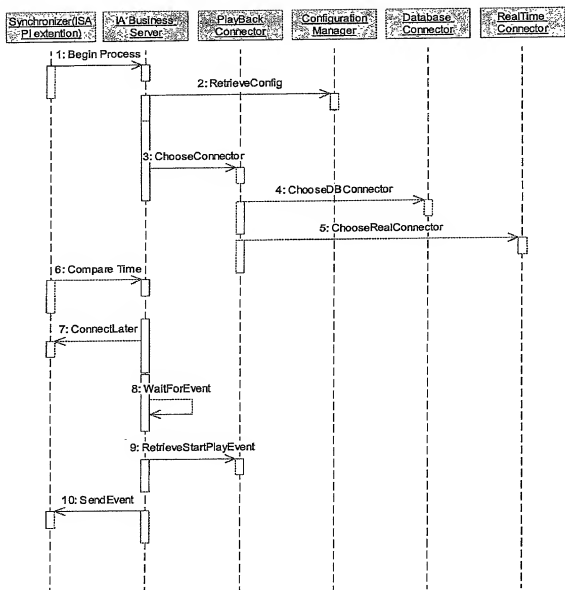 Synchronizer(ISA
PI extention)
IA Business
Server
PlayBack
Connector
Configuration
Manager
Database
Connector
RealTime
Connector
1: Begin Process
2: RetrieveConfig
3: ChooseConnector
4: ChooseDBConnector
5: ChooseRealConnector
6: Compare Time
7: ConnectLater
8: WaitForEvent
9: RetrieveStartPlayEvent
10: SendEvent